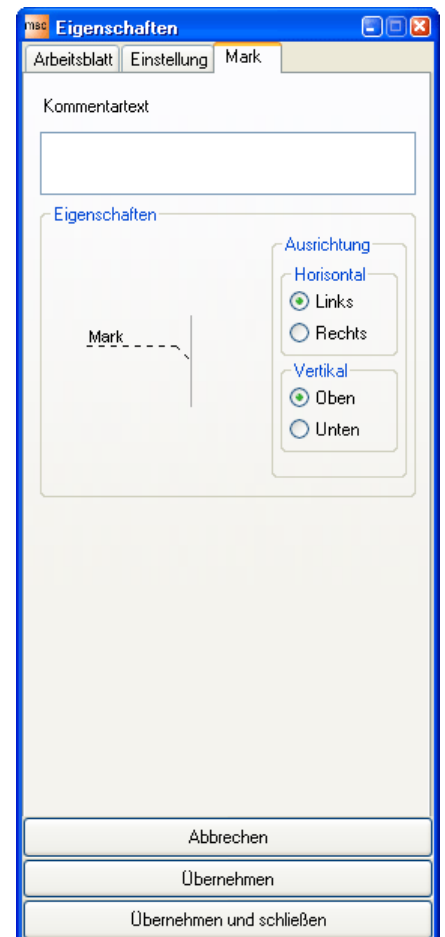 msc Eigenschaften
Arbeitsblatt Einstellung Mark
Kommentartext
Eigenschaften
Ausrichtung
Horisontal
Links
Rechts
Mark
Vertikal
Oben
Unten
Abbrechen
Übernehmen
Übernehmen und schließen